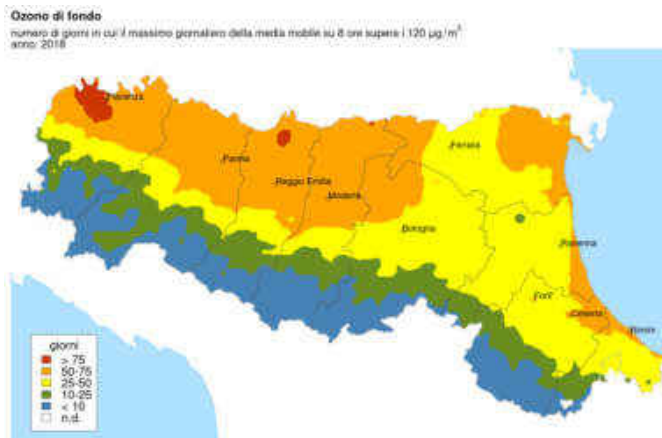 Ozono di fondo
numero di giorni in cui il massimo giornaliero della media mobile su 8 ore supera i 120 µg/m³
anno: 2018
Piacenza
Parma
Reggio Emilia
Modena
Ferrara
Bologna
Ravenna
Forlì
Cesena
Rimini
giorni
> 75
50-75
25-50
10-25
< 10
n.d.